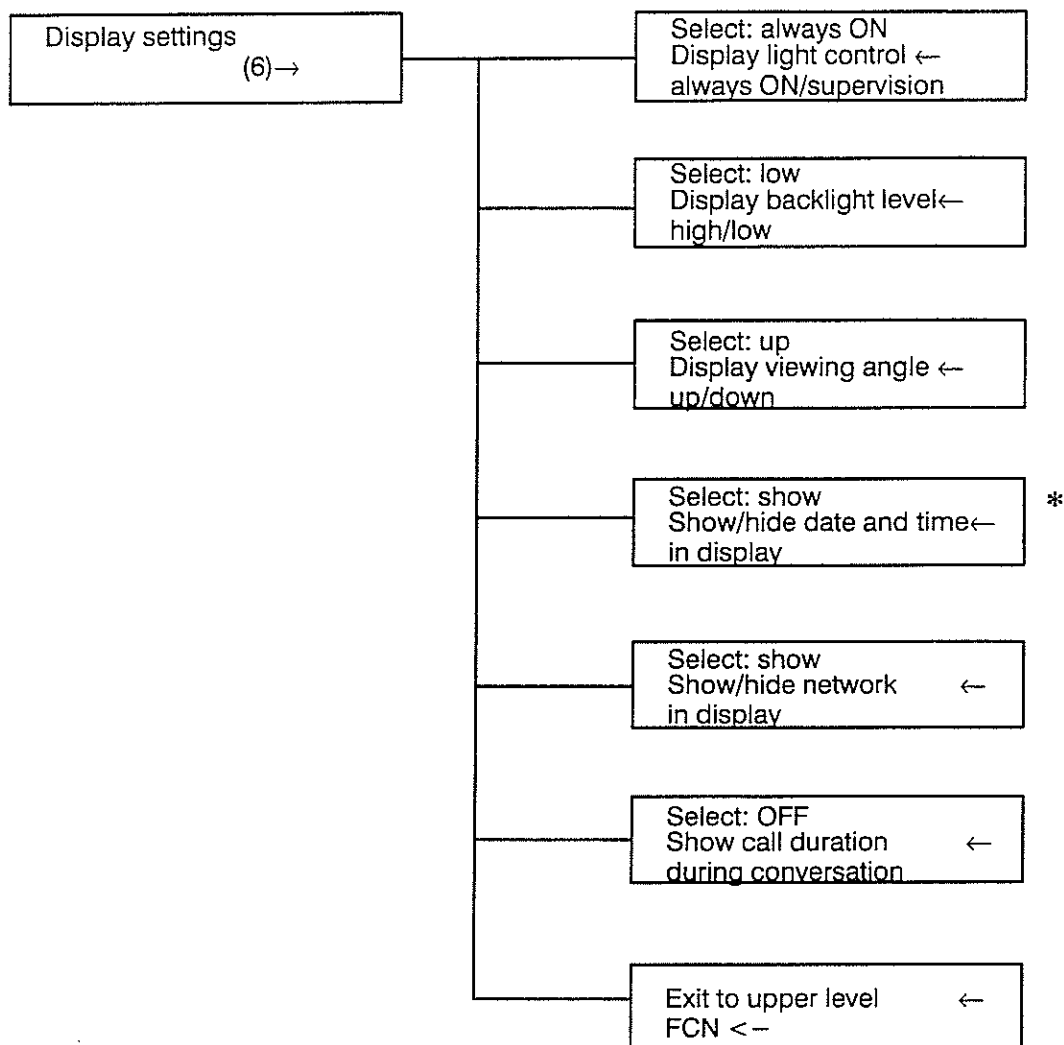 Display settings
(6)→
Select: always ON
Display light control ←
always ON/supervision
Select: low
Display backlight level←
high/low
Select: up
Display viewing angle ←
up/down
Select: show
Show/hide date and time←
in display
*
Select: show
Show/hide network ←
in display
Select: OFF
Show call duration ←
during conversation
Exit to upper level ←
FCN <–